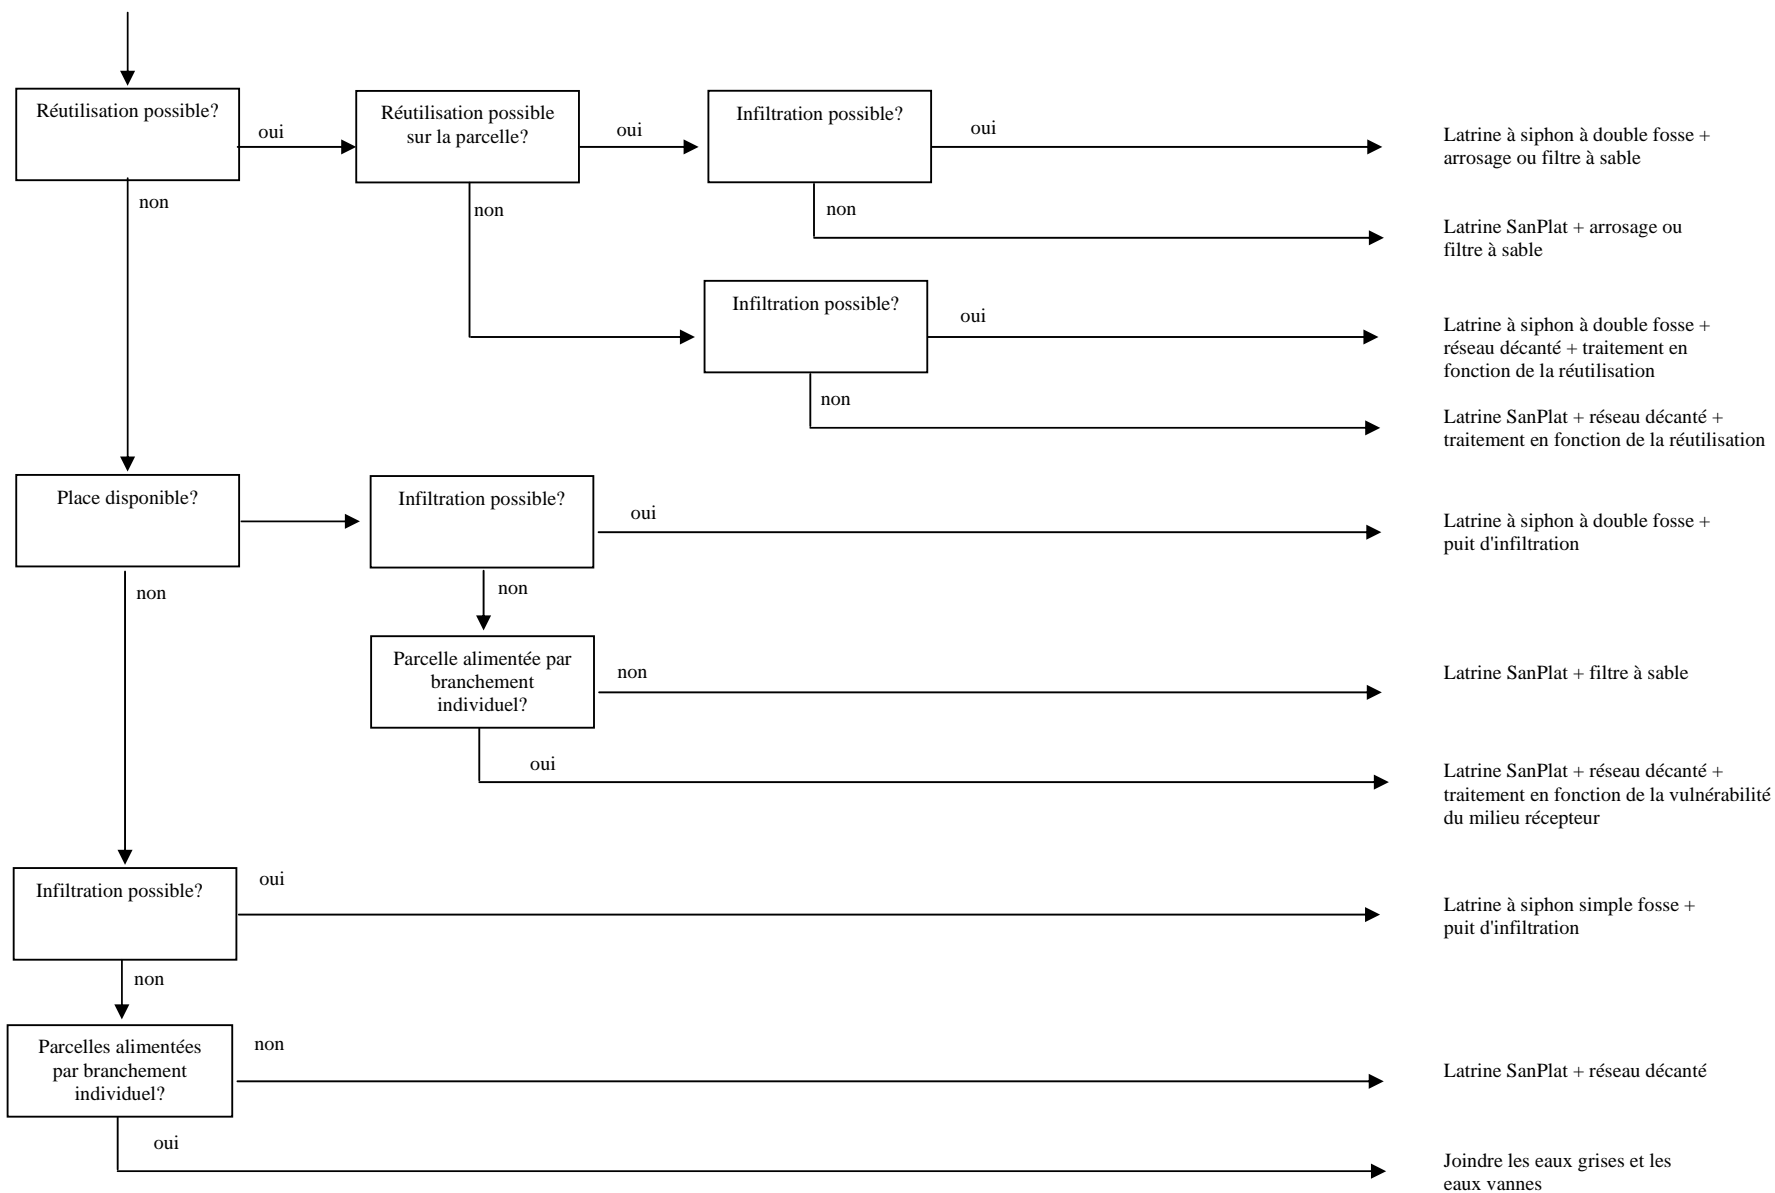 Réutilisation possible?
oui
Réutilisation possible
sur la parcelle?
oui
Infiltration possible?
oui
Latrine à siphon à double fosse +
arrosage ou filtre à sable
non
non
non
Latrine SanPlat + arrosage ou
filtre à sable
Infiltration possible?
oui
Latrine à siphon à double fosse +
réseau décanté + traitement en
fonction de la réutilisation
non
Latrine SanPlat + réseau décanté +
traitement en fonction de la réutilisation
Place disponible?
Infiltration possible?
oui
Latrine à siphon à double fosse +
puit d'infiltration
non
non
Parcelle alimentée par
branchement
individuel?
non
Latrine SanPlat + filtre à sable
oui
Latrine SanPlat + réseau décanté +
traitement en fonction de la vulnérabilité
du milieu récepteur
Infiltration possible?
oui
Latrine à siphon simple fosse +
puit d'infiltration
non
Parcelles alimentées
par branchement
individuel?
non
Latrine SanPlat + réseau décanté
oui
Joindre les eaux grises et les
eaux vannes